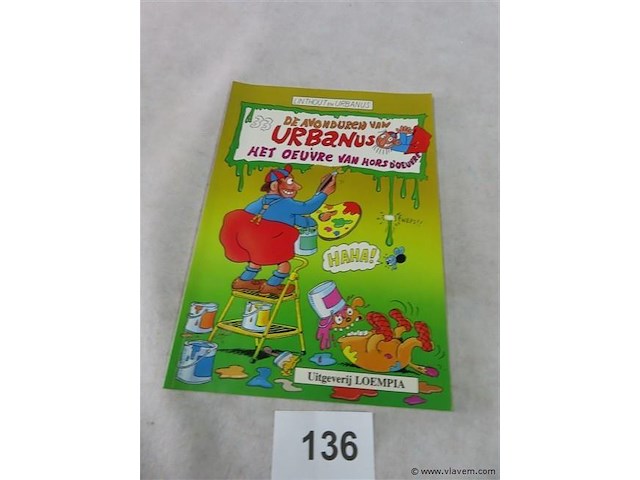 LINTHOUT en URBANUS
33
DE AVONTUREN VAN
URBANUS
HET OEUVRE VAN HORS D'OEUVRE
HAHA!
Uitgeverij LOEMPIA
136
© www.vlavem.com